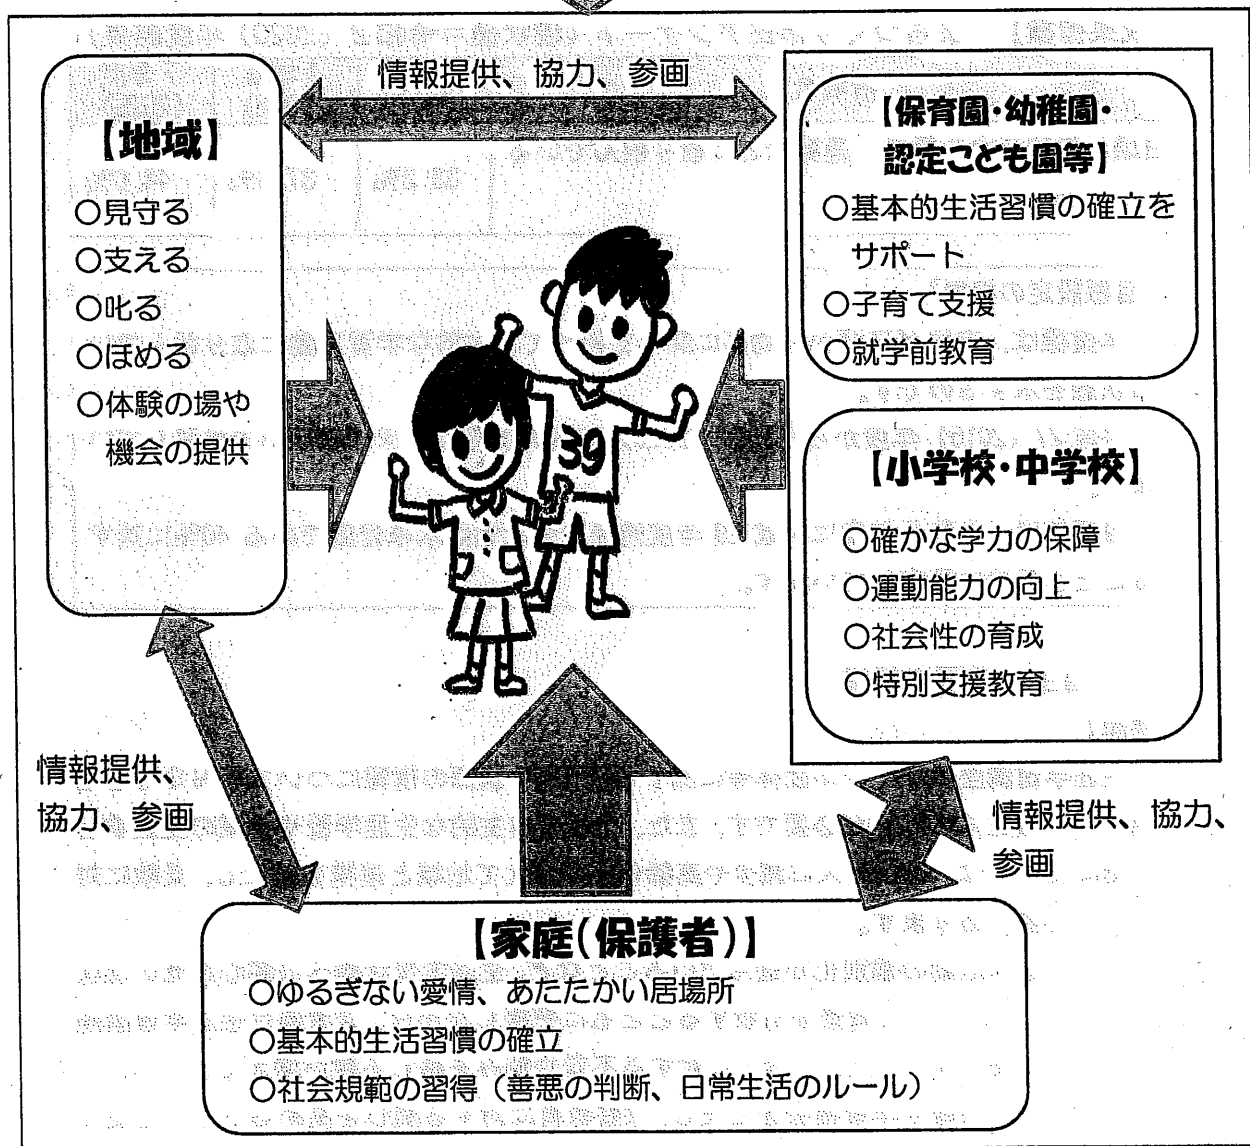 情報提供、協力、参画
【地域】
○見守る
○支える
○叱る
○ほめる
○体験の場や
機会の提供
【保育園・幼稚園・
認定こども園等】
○基本的生活習慣の確立を
サポート
○子育て支援
○就学前教育
39
【小学校・中学校】
○確かな学力の保障
○運動能力の向上
○社会性の育成
○特別支援教育
情報提供、
協力、参画
情報提供、協力、
参画
【家庭(保護者)】
○ゆるぎない愛情、あたたかい居場所
○基本的生活習慣の確立
○社会規範の習得（善悪の判断、日常生活のルール）